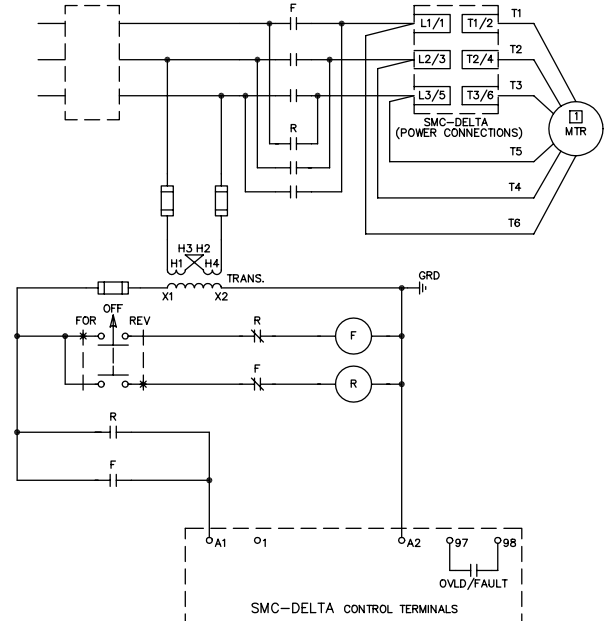 F
L1/1 T1/2 T1
L2/3 T2/4 T2
L3/5 T3/6 T3
SMC-DELTA
(POWER CONNECTIONS)
1
MTR
R
T5
T4
T6
H3 H2
H1 H4
TRANS.
X1 X2
GRD
OFF
FOR REV
R
F
F
R
R
F
A1 1 A2 97 98
OVLD/FAULT
SMC-DELTA CONTROL TERMINALS